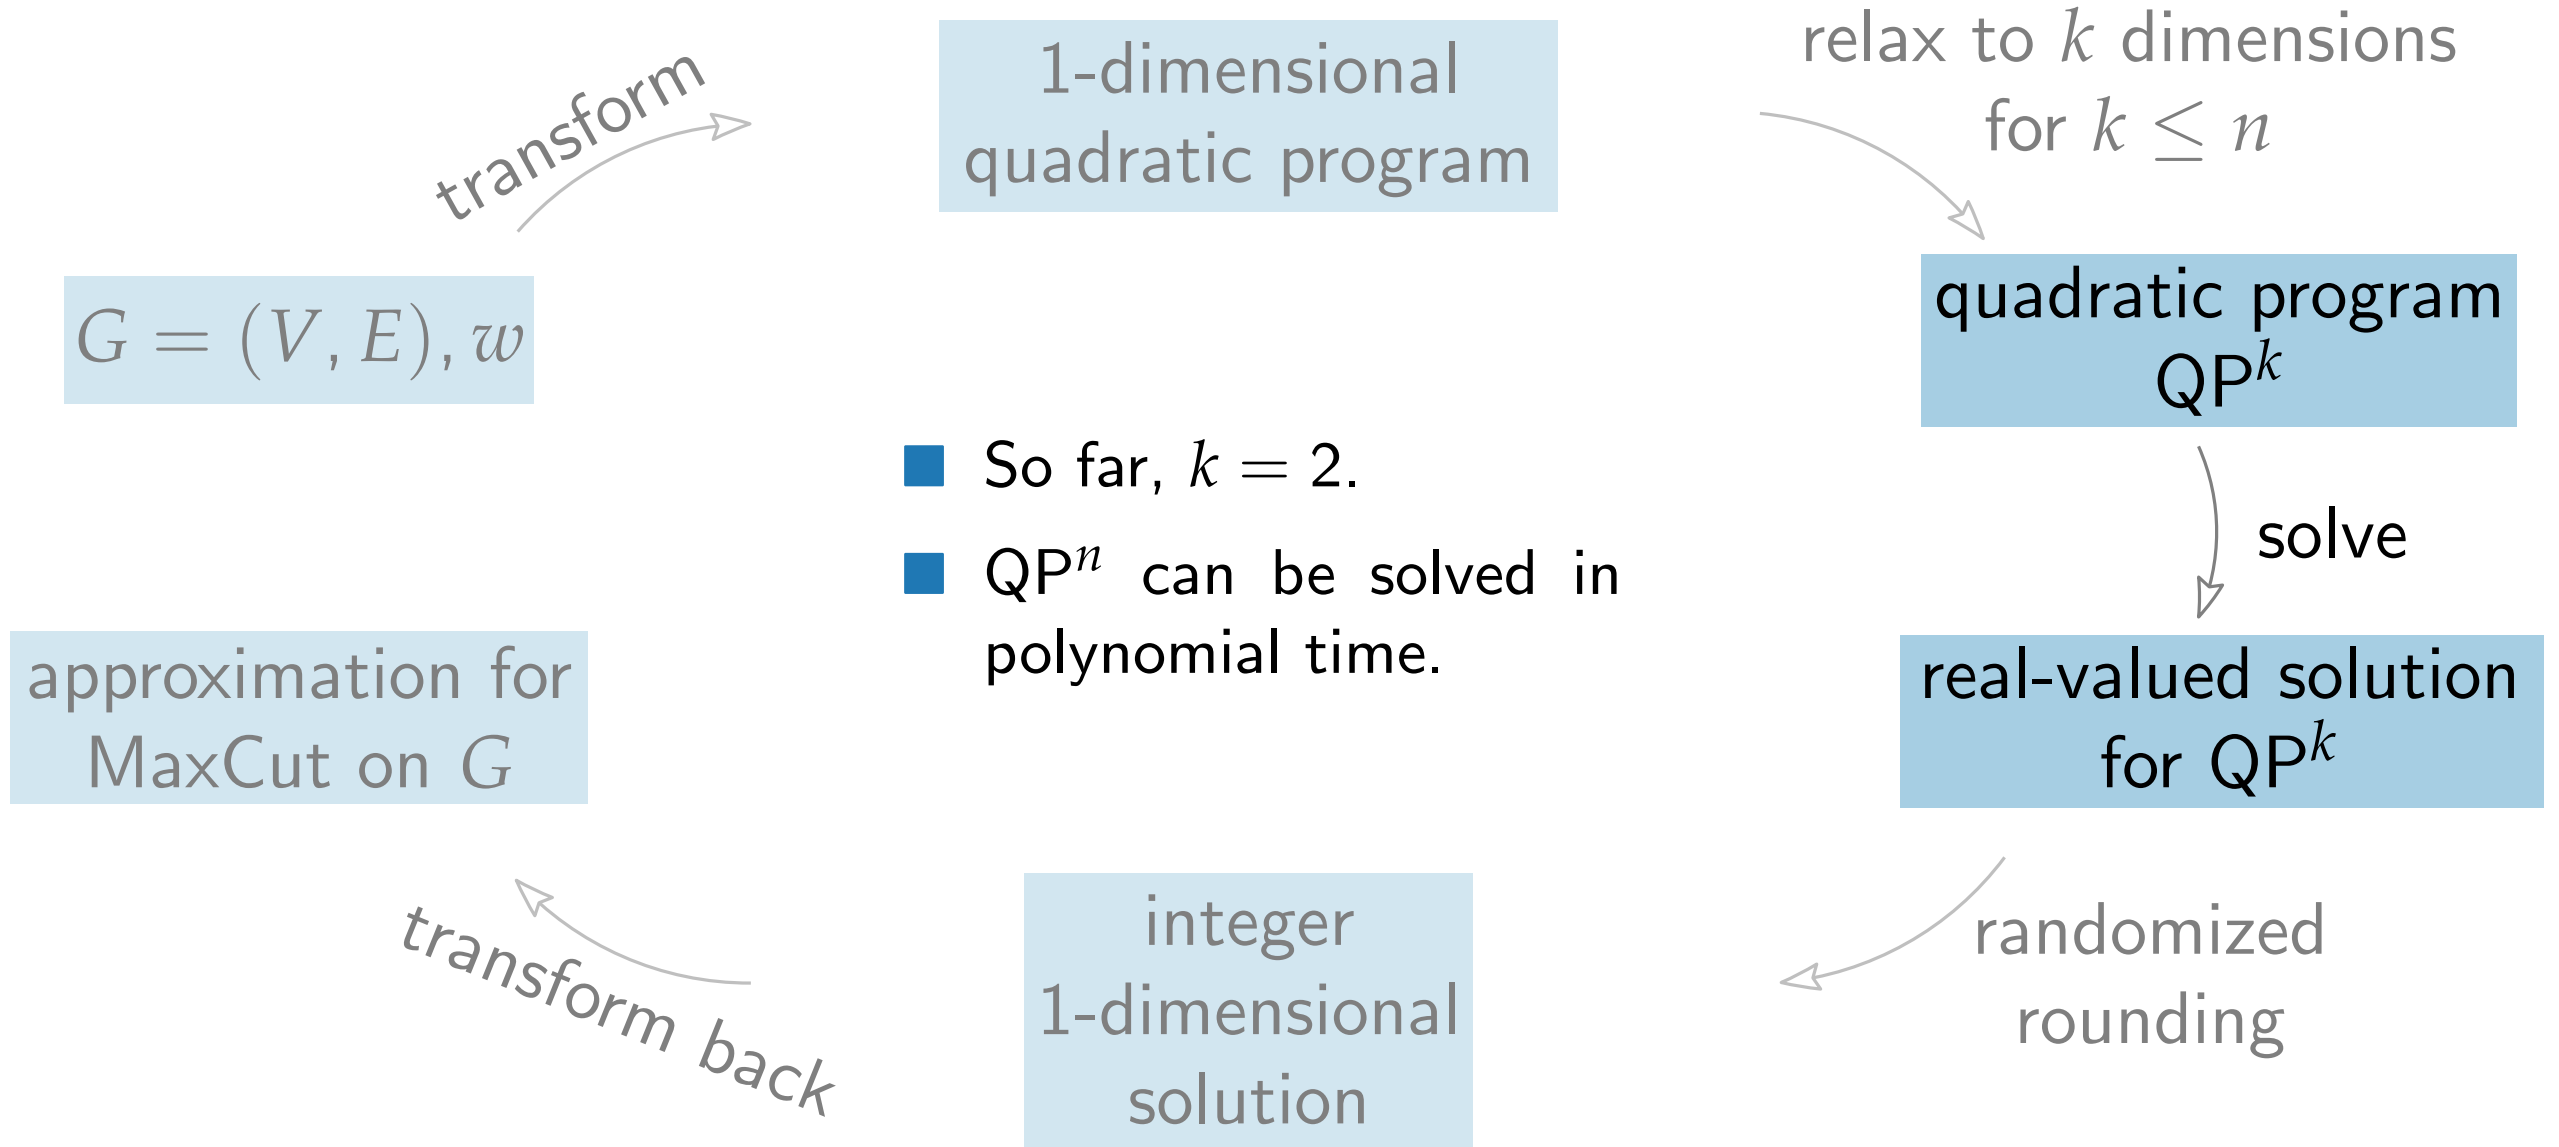 transform
1-dimensional
quadratic program
relax to k dimensions
for k ≤ n
G = (V, E), w
quadratic program
QP^k
■ So far, k = 2.
■ QP^n can be solved in
polynomial time.
solve
approximation for
MaxCut on G
real-valued solution
for QP^k
transform back
integer
1-dimensional
solution
randomized
rounding